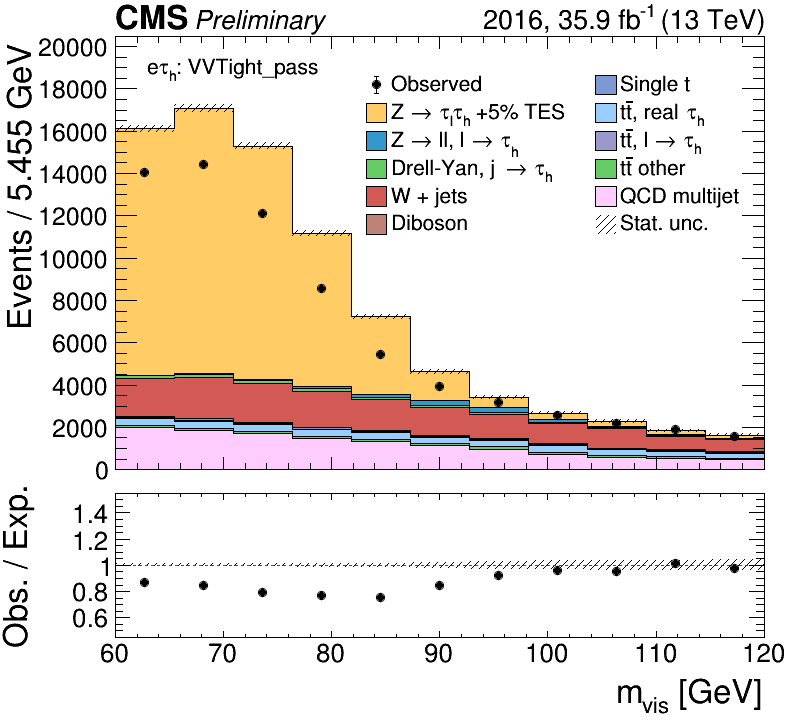 CMS Preliminary 2016, 35.9 fb⁻¹ (13 TeV)
eτₕ: VVTight_pass
Observed
Z → τₗτₕ +5% TES
Z → ll, l → τₕ
Drell-Yan, j → τₕ
W + jets
Diboson
Single t
tt̄, real τₕ
tt̄, l → τₕ
tt̄ other
QCD multijet
Stat. unc.
Events / 5.455 GeV
20000
18000
16000
14000
12000
10000
8000
6000
4000
2000
0
Obs. / Exp.
1.4
1.2
1
0.8
0.6
60 70 80 90 100 110 120
m_vis [GeV]